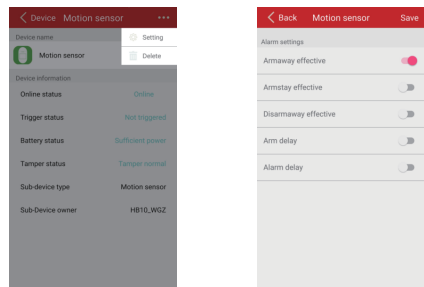 Device Motion sensor
Device name
Setting
Motion sensor
Delete
Device information
Online status Online
Trigger status Not triggered
Battery status Sufficient power
Tamper status Tamper normal
Sub-device type Motion sensor
Sub-Device owner HB10_WGZ
Back Motion sensor Save
Alarm settings
Armaway effective
Armstay effective
Disarmaway effective
Arm delay
Alarm delay